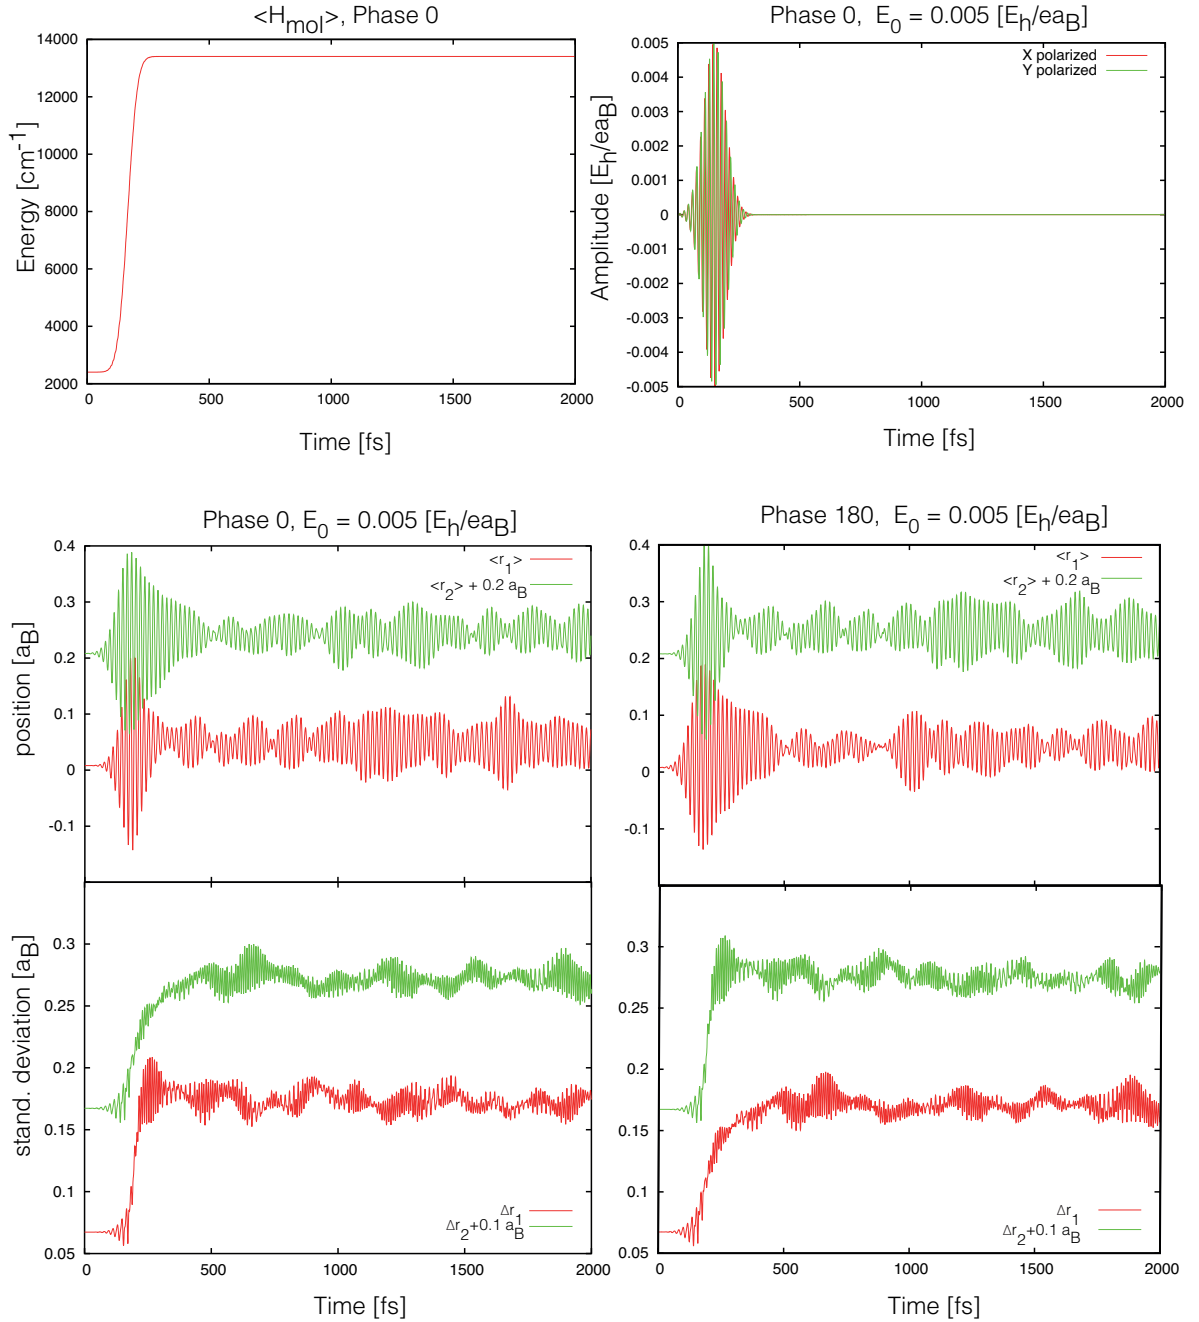 <H_mol>, Phase 0
14000
12000
10000
8000
6000
4000
2000
Energy [cm^-1]
0
500
1000
1500
2000
Time [fs]
Phase 0, E_0 = 0.005 [E_h/ea_B]
X polarized
Y polarized
0.005
0.004
0.003
0.002
0.001
0
-0.001
-0.002
-0.003
-0.004
-0.005
Amplitude [E_h/ea_B]
0
500
1000
1500
2000
Time [fs]
Phase 0, E_0 = 0.005 [E_h/ea_B]
<r_1>
<r_2> + 0.2 a_B
0.4
0.3
0.2
0.1
0
-0.1
position [a_B]
0.3
0.25
0.2
0.15
0.1
0.05
stand. deviation [a_B]
Δr_1
Δr_2+0.1 a_B
0
500
1000
1500
2000
Time [fs]
Phase 180, E_0 = 0.005 [E_h/ea_B]
<r_1>
<r_2> + 0.2 a_B
0.4
0.3
0.2
0.1
0
-0.1
0.3
0.25
0.2
0.15
0.1
0.05
Δr_1
Δr_2+0.1 a_B
0
500
1000
1500
2000
Time [fs]